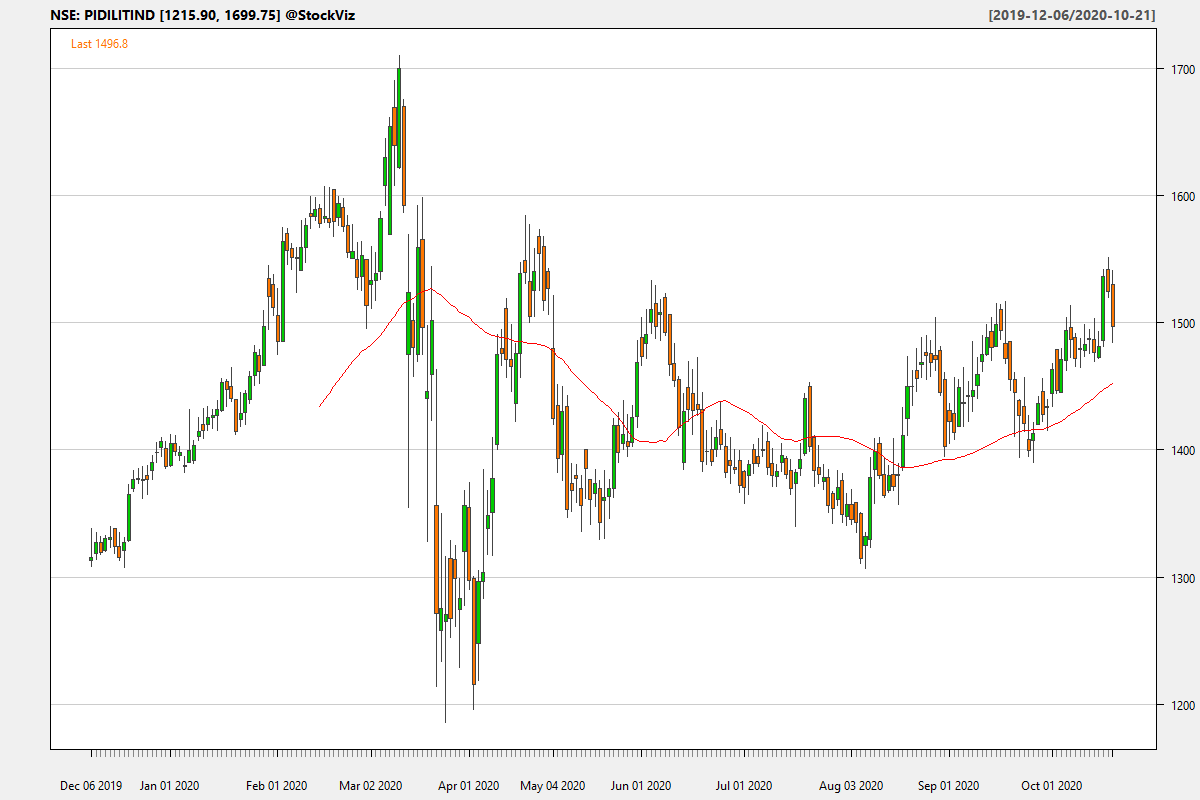 NSE: PIDILITIND [1215.90, 1699.75] @StockViz
[2019-12-06/2020-10-21]
Last 1496.8
1700
1600
1500
1400
1300
1200
Dec 06 2019 Jan 01 2020 Feb 01 2020 Mar 02 2020 Apr 01 2020 May 04 2020 Jun 01 2020 Jul 01 2020 Aug 03 2020 Sep 01 2020 Oct 01 2020